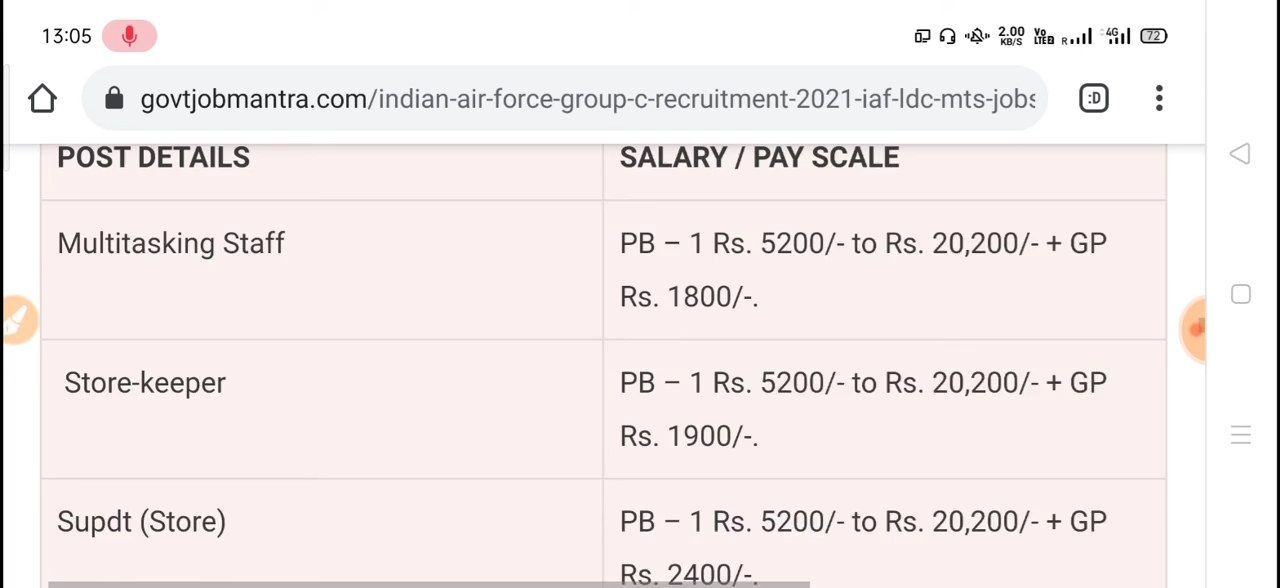 13:05 2.00 KB/S Vo LTE2 R 4G 72
govtjobmantra.com/indian-air-force-group-c-recruitment-2021-iaf-ldc-mts-jobs
:D
POST DETAILS SALARY / PAY SCALE
Multitasking Staff PB – 1 Rs. 5200/- to Rs. 20,200/- + GP
Rs. 1800/-.
Store-keeper PB – 1 Rs. 5200/- to Rs. 20,200/- + GP
Rs. 1900/-.
Supdt (Store) PB – 1 Rs. 5200/- to Rs. 20,200/- + GP
Rs. 2400/-.